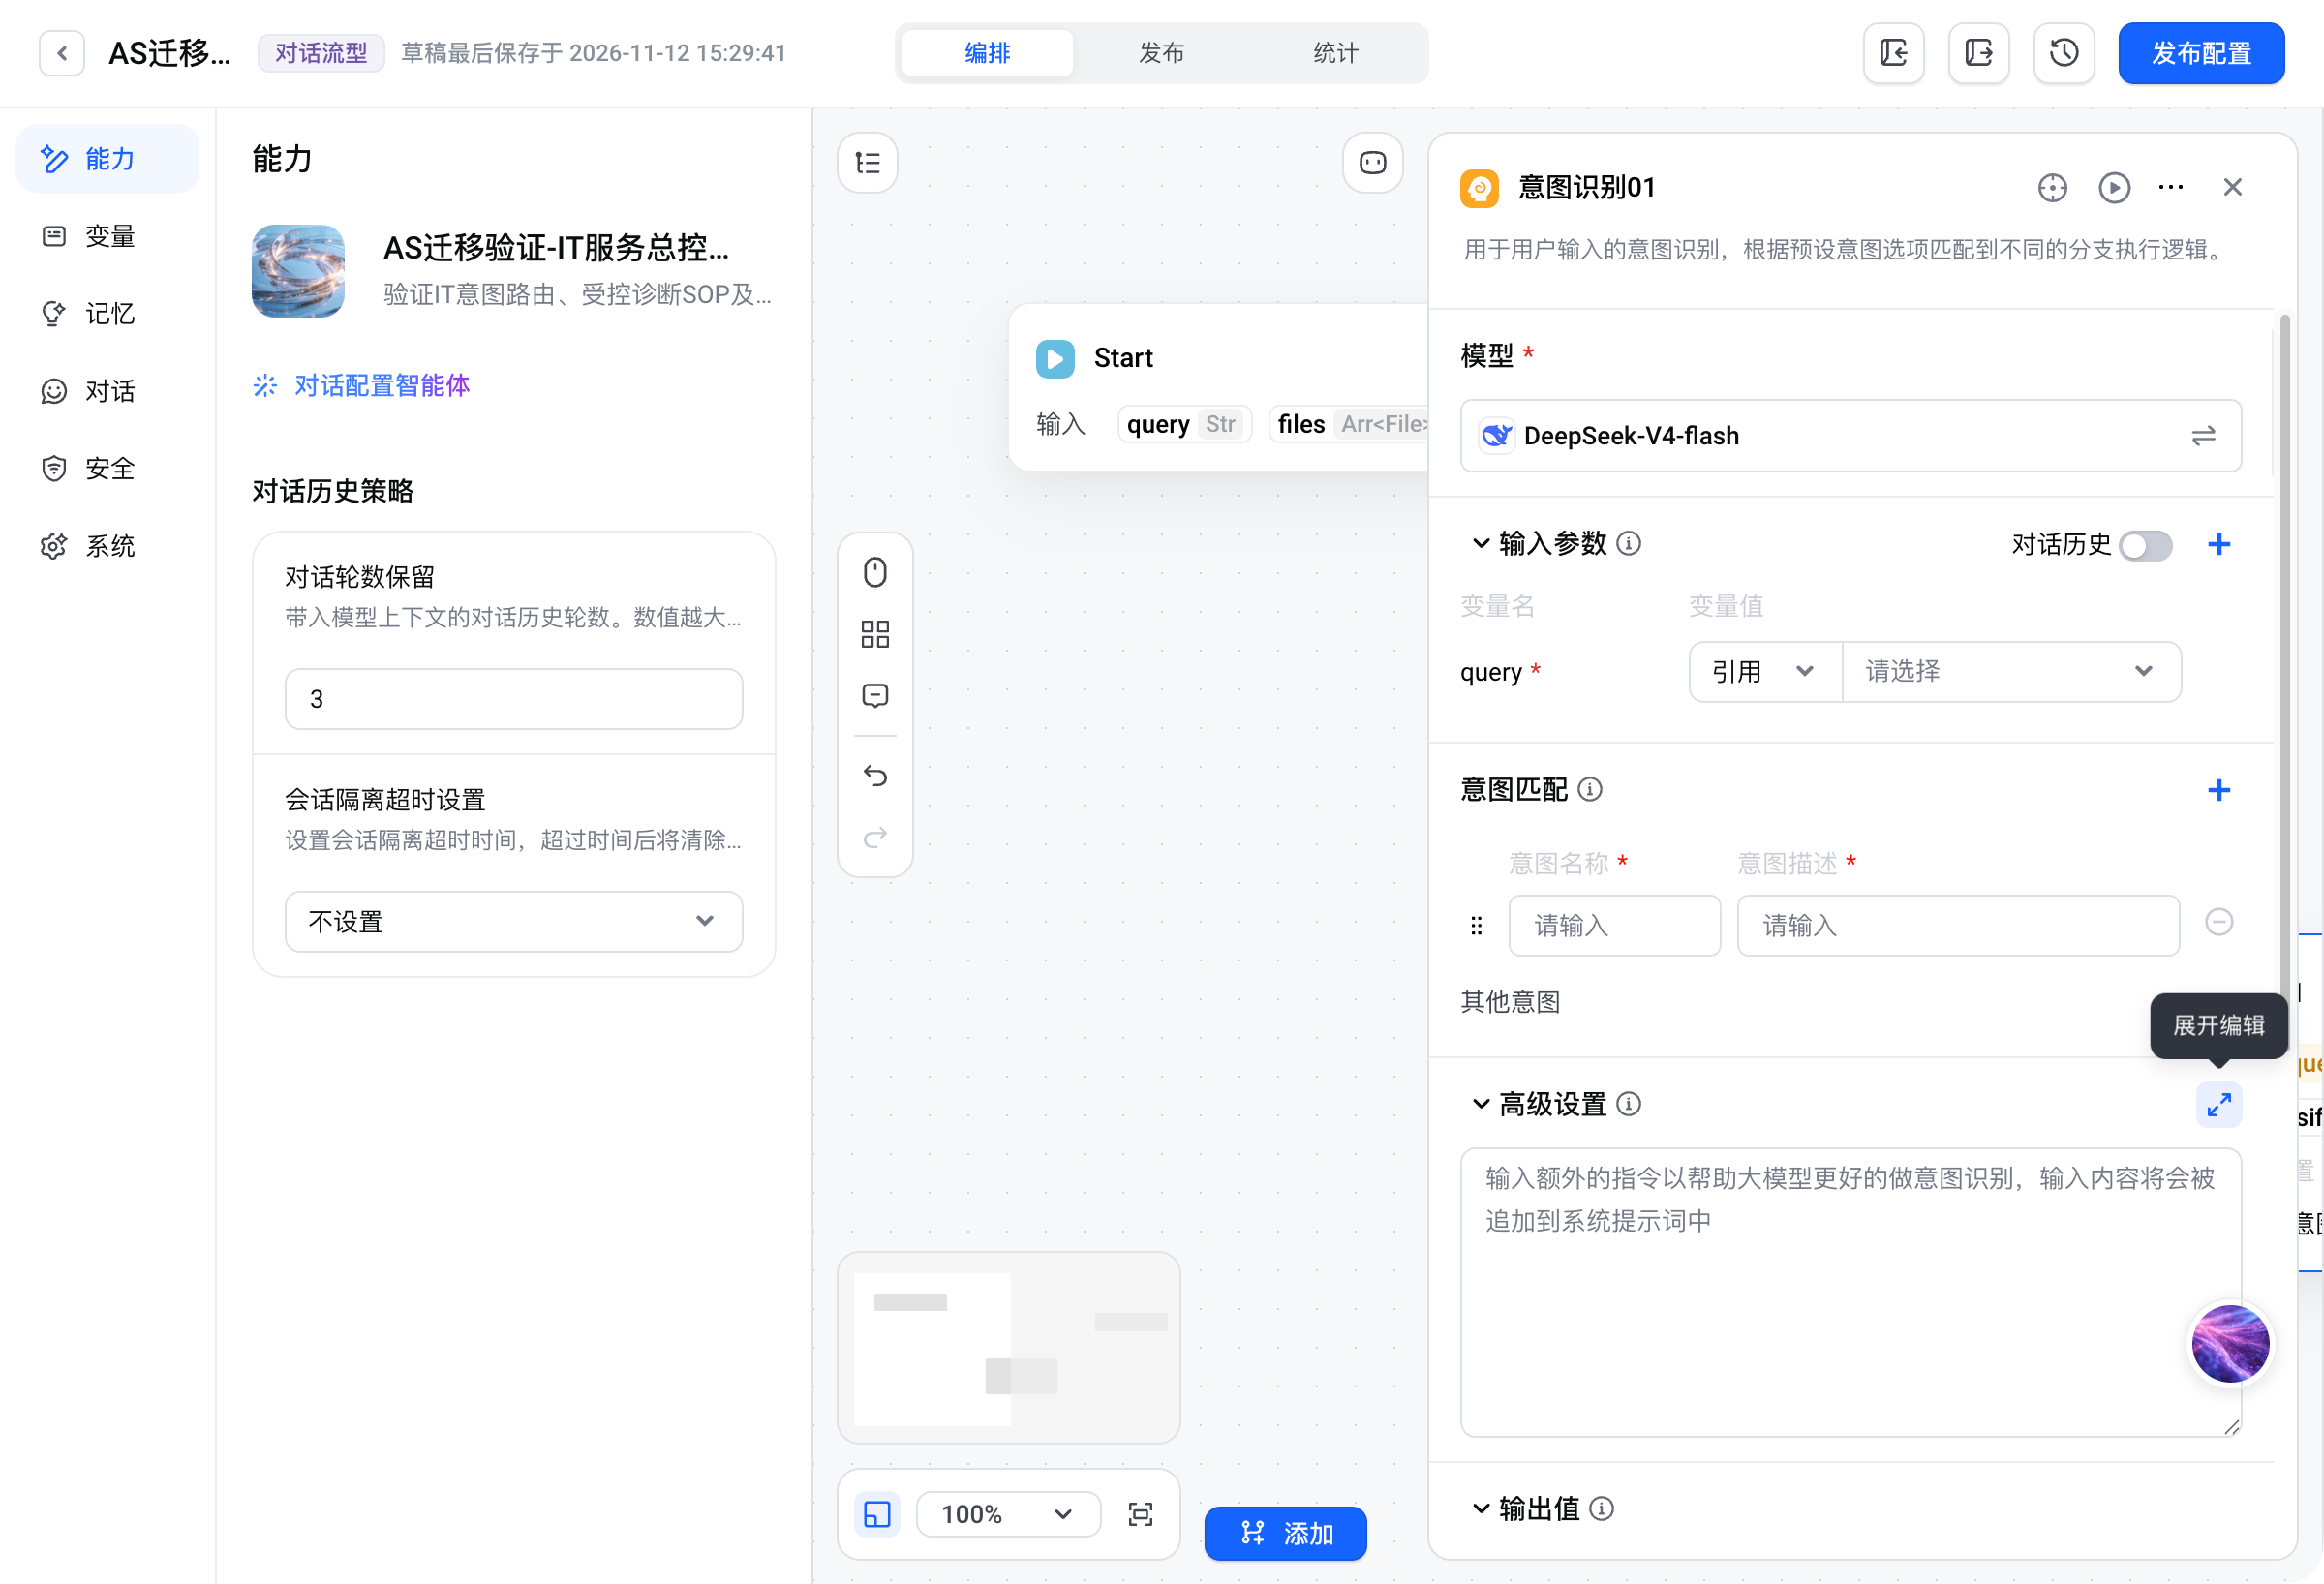 AS迁移...
对话流型
草稿最后保存于 2026-11-12 15:29:41
编排
发布
统计
发布配置
能力
变量
记忆
对话
安全
系统
能力
AS迁移验证-IT服务总控...
验证IT意图路由、受控诊断SOP及...
对话配置智能体
对话历史策略
对话轮数保留
带入模型上下文的对话历史轮数。数值越大...
3
会话隔离超时设置
设置会话隔离超时时间，超过时间后将清除...
不设置
Start
输入 query Str files Arr<File>
100%
添加
意图识别01
用于用户输入的意图识别，根据预设意图选项匹配到不同的分支执行逻辑。
模型 *
DeepSeek-V4-flash
输入参数
对话历史
变量名 变量值
query * 引用 请选择
意图匹配
意图名称 * 意图描述 *
请输入 请输入
其他意图
展开编辑
高级设置
输入额外的指令以帮助大模型更好的做意图识别，输入内容将会被
追加到系统提示词中
输出值